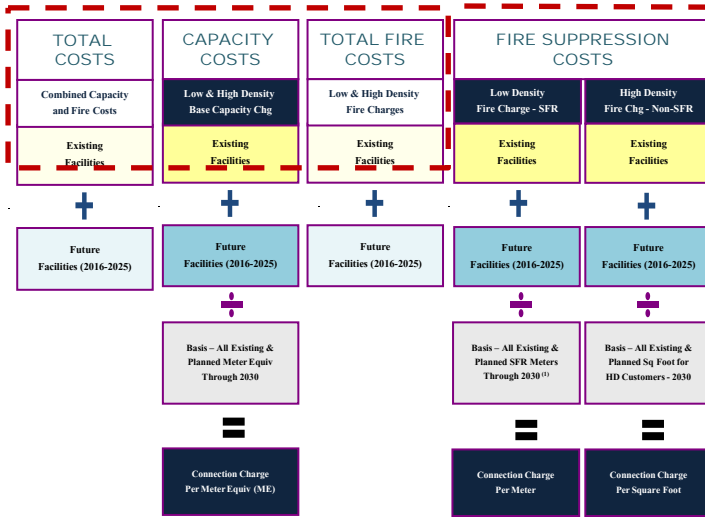 TOTAL
COSTS
CAPACITY
COSTS
TOTAL FIRE
COSTS
FIRE SUPPRESSION
COSTS
Combined Capacity
and Fire Costs
Low & High Density
Base Capacity Chg
Low & High Density
Fire Charges
Low Density
Fire Charge - SFR
High Density
Fire Chg - Non-SFR
Existing
Facilities
Existing
Facilities
Existing
Facilities
Existing
Facilities
Existing
Facilities
+ + + + +
Future
Facilities (2016-2025)
Future
Facilities (2016-2025)
Future
Facilities (2016-2025)
Future
Facilities (2016-2025)
Future
Facilities (2016-2025)
÷ ÷ ÷
Basis – All Existing &
Planned Meter Equiv
Through 2030
Basis – All Existing &
Planned SFR Meters
Through 2030 (1)
Basis – All Existing &
Planned Sq Foot for
HD Customers - 2030
= = =
Connection Charge
Per Meter Equiv (ME)
Connection Charge
Per Meter
Connection Charge
Per Square Foot